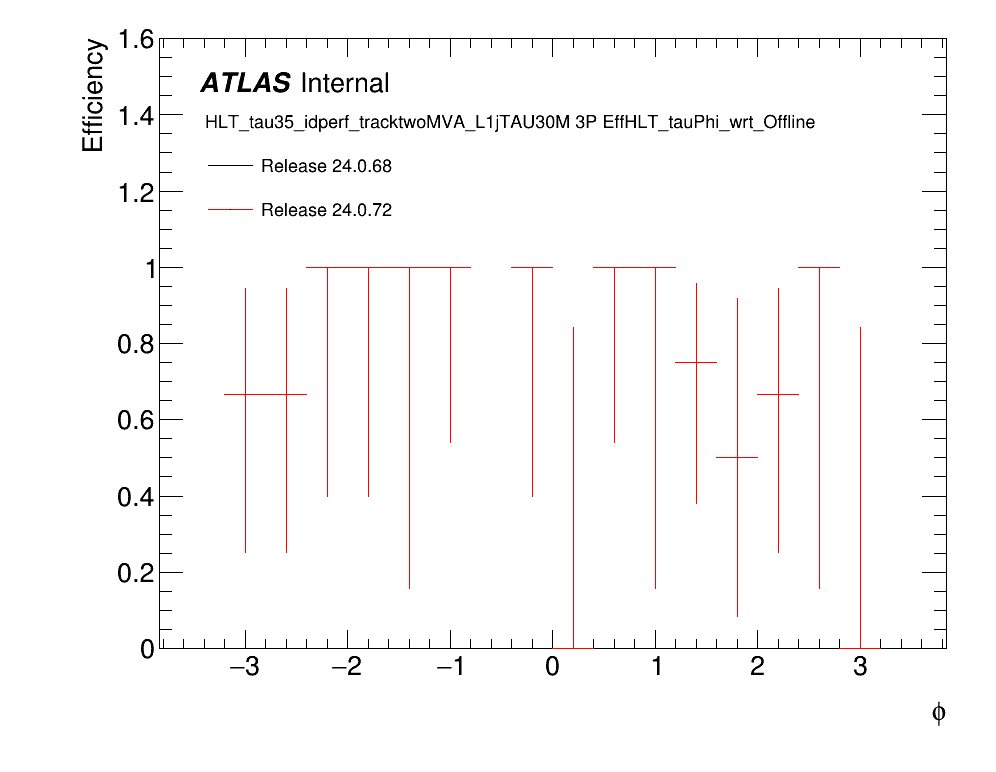 Efficiency
1.6
1.4
1.2
1
0.8
0.6
0.4
0.2
0
ATLAS Internal
HLT_tau35_idperf_tracktwoMVA_L1jTAU30M 3P EffHLT_tauPhi_wrt_Offline
Release 24.0.68
Release 24.0.72
−3 −2 −1 0 1 2 3
ϕ